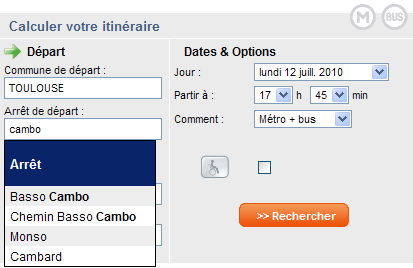 M BUS
Calculer votre itinéraire
Départ
Commune de départ :
TOULOUSE
Arrêt de départ :
cambo
Arrêt
Basso Cambo
Chemin Basso Cambo
Monso
Cambard
Dates & Options
Jour : lundi 12 juill. 2010
Partir à : 17 h 45 min
Comment : Métro + bus
>> Rechercher